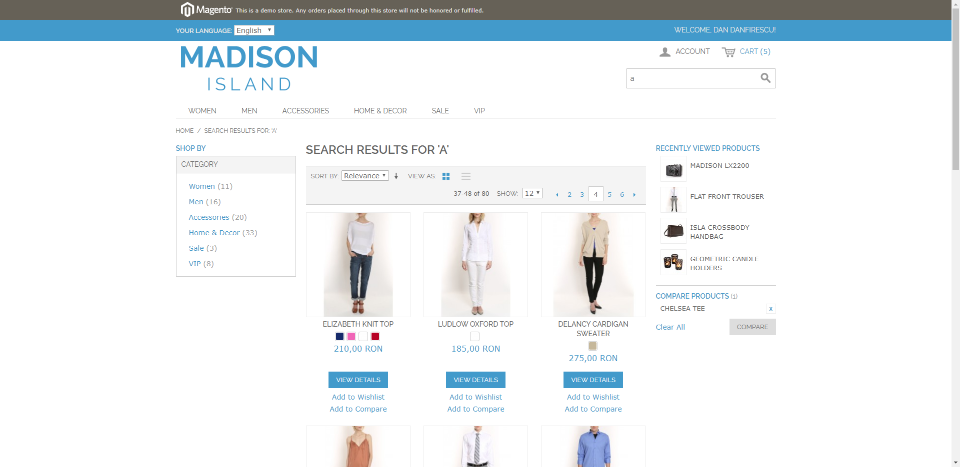 Magento This is a demo store. Any orders placed through this store will not be honored or fulfilled.
YOUR LANGUAGE: English
WELCOME, DAN DANFIRESCU!
MADISON
ISLAND
ACCOUNT CART (5)
a
WOMEN MEN ACCESSORIES HOME & DECOR SALE VIP
HOME / SEARCH RESULTS FOR: 'A'
SHOP BY
CATEGORY
Women (11)
Men (16)
Accessories (20)
Home & Decor (33)
Sale (3)
VIP (8)
SEARCH RESULTS FOR 'A'
SORT BY Relevance VIEW AS
37-48 of 80 SHOW: 12 2 3 4 5 6
ELIZABETH KNIT TOP
210,00 RON
VIEW DETAILS
Add to Wishlist
Add to Compare
LUDLOW OXFORD TOP
185,00 RON
VIEW DETAILS
Add to Wishlist
Add to Compare
DELANCY CARDIGAN
SWEATER
275,00 RON
VIEW DETAILS
Add to Wishlist
Add to Compare
RECENTLY VIEWED PRODUCTS
MADISON LX2200
FLAT FRONT TROUSER
ISLA CROSSBODY
HANDBAG
GEOMETRIC CANDLE
HOLDERS
COMPARE PRODUCTS (1)
CHELSEA TEE x
Clear All COMPARE